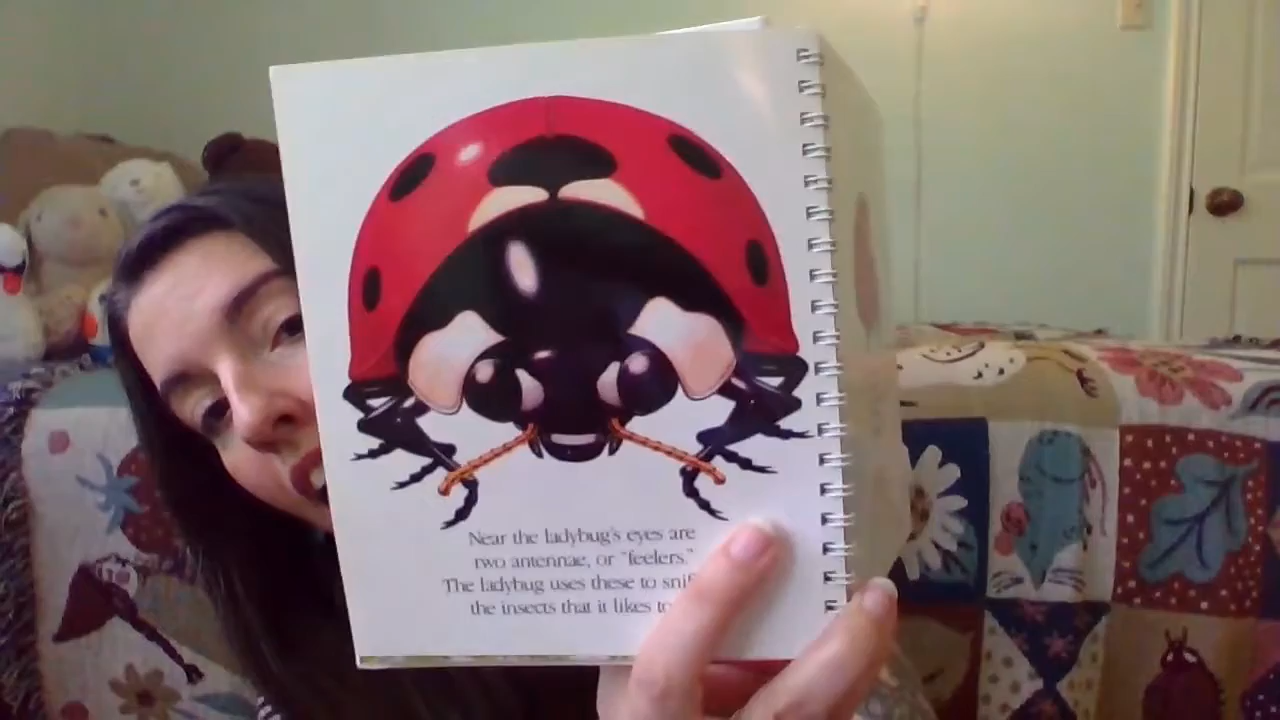 Near the ladybug's eyes are
two antennae, or "feelers."
The ladybug uses these to
the insects that it likes